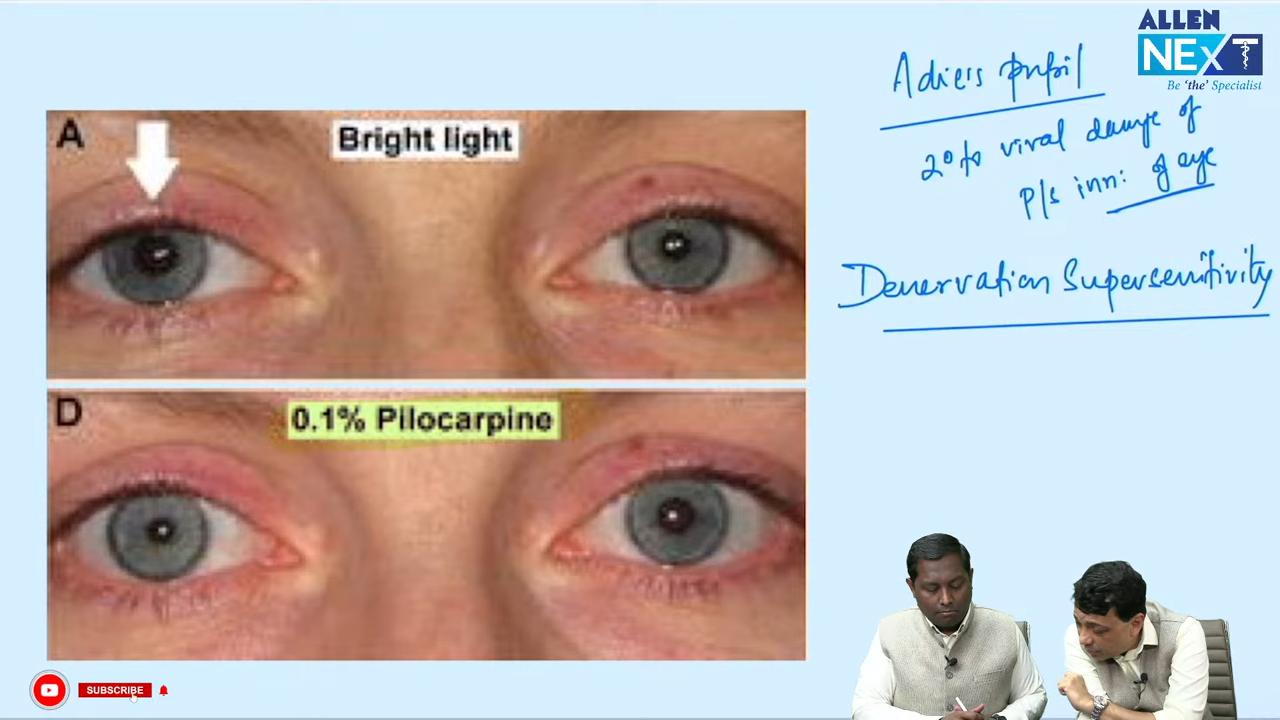 ALLEN
NEXT
Be 'the' Specialist
Adie's pupil
2° to viral damge of
P/s inn: of eye
Denervation Supersensitivity
A
Bright light
D
0.1% Pilocarpine
SUBSCRIBE